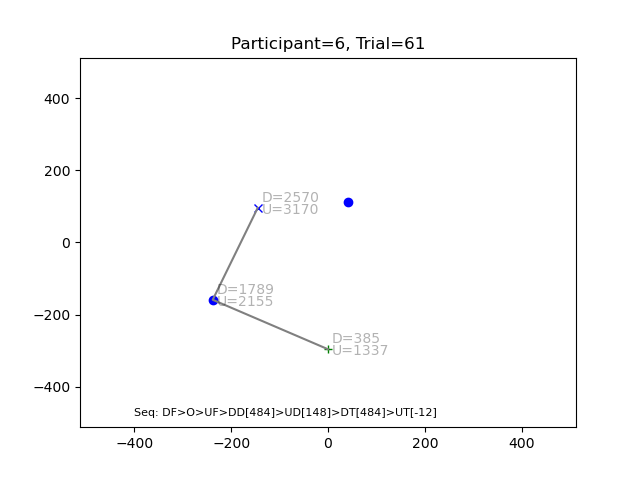 Participant=6, Trial=61
400
200
0
−200
−400
D=2570
U=3170
D=1789
U=2155
D=385
U=1337
Seq: DF>O>UF>DD[484]>UD[148]>DT[484]>UT[-12]
−400
−200
0
200
400